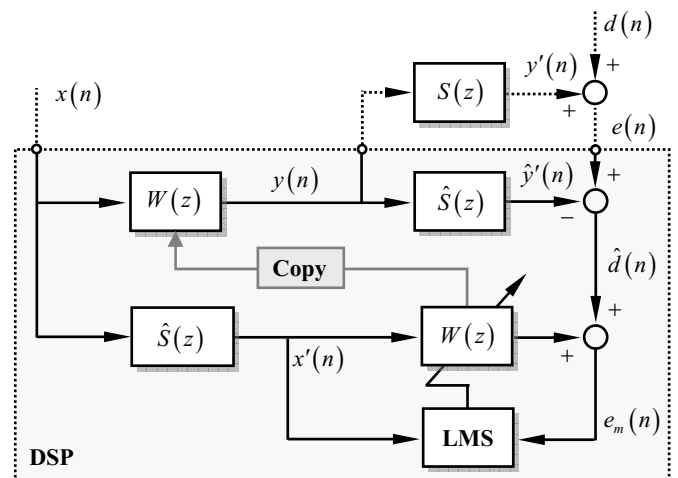 d(n)
+
y′(n)
S(z)
x(n)
+
e(n)
y(n)
ŷ′(n)
+
W(z)
Ŝ(z)
−
Copy
d̂(n)
+
Ŝ(z)
W(z)
x′(n)
+
LMS
e_m(n)
DSP